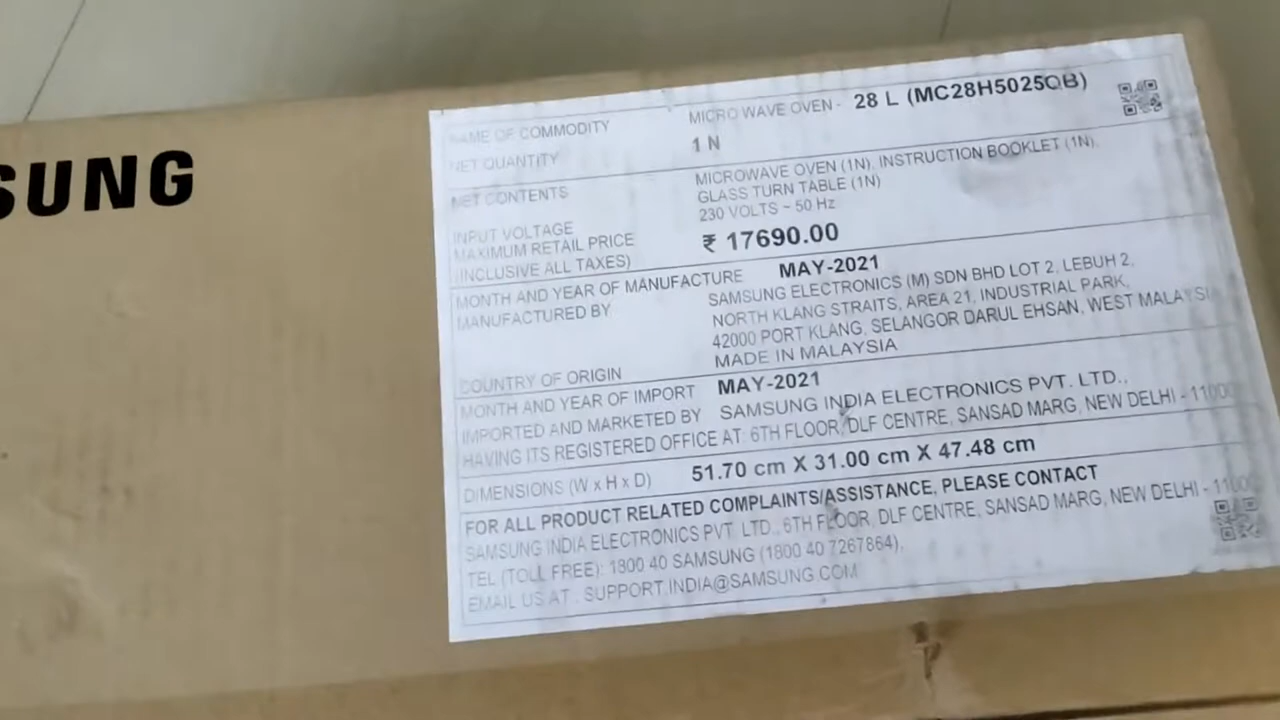 SUNG
NAME OF COMMODITY MICRO WAVE OVEN - 28 L (MC28H5025QB)
NET QUANTITY 1 N
NET CONTENTS MICROWAVE OVEN (1N), INSTRUCTION BOOKLET (1N),
GLASS TURN TABLE (1N)
INPUT VOLTAGE 230 VOLTS ~ 50 Hz
MAXIMUM RETAIL PRICE ₹ 17690.00
(INCLUSIVE ALL TAXES)
MONTH AND YEAR OF MANUFACTURE MAY-2021
MANUFACTURED BY SAMSUNG ELECTRONICS (M) SDN BHD LOT 2, LEBUH 2,
NORTH KLANG STRAITS, AREA 21, INDUSTRIAL PARK,
42000 PORT KLANG, SELANGOR DARUL EHSAN, WEST MALAYSI
COUNTRY OF ORIGIN MADE IN MALAYSIA
MONTH AND YEAR OF IMPORT MAY-2021
IMPORTED AND MARKETED BY SAMSUNG INDIA ELECTRONICS PVT. LTD.,
HAVING ITS REGISTERED OFFICE AT: 6TH FLOOR, DLF CENTRE, SANSAD MARG, NEW DELHI - 11000
DIMENSIONS (W x H x D) 51.70 cm X 31.00 cm X 47.48 cm
FOR ALL PRODUCT RELATED COMPLAINTS/ASSISTANCE, PLEASE CONTACT
SAMSUNG INDIA ELECTRONICS PVT. LTD., 6TH FLOOR, DLF CENTRE, SANSAD MARG, NEW DELHI - 11000
TEL (TOLL FREE): 1800 40 SAMSUNG (1800 40 7267864),
EMAIL US AT : SUPPORT.INDIA@SAMSUNG.COM